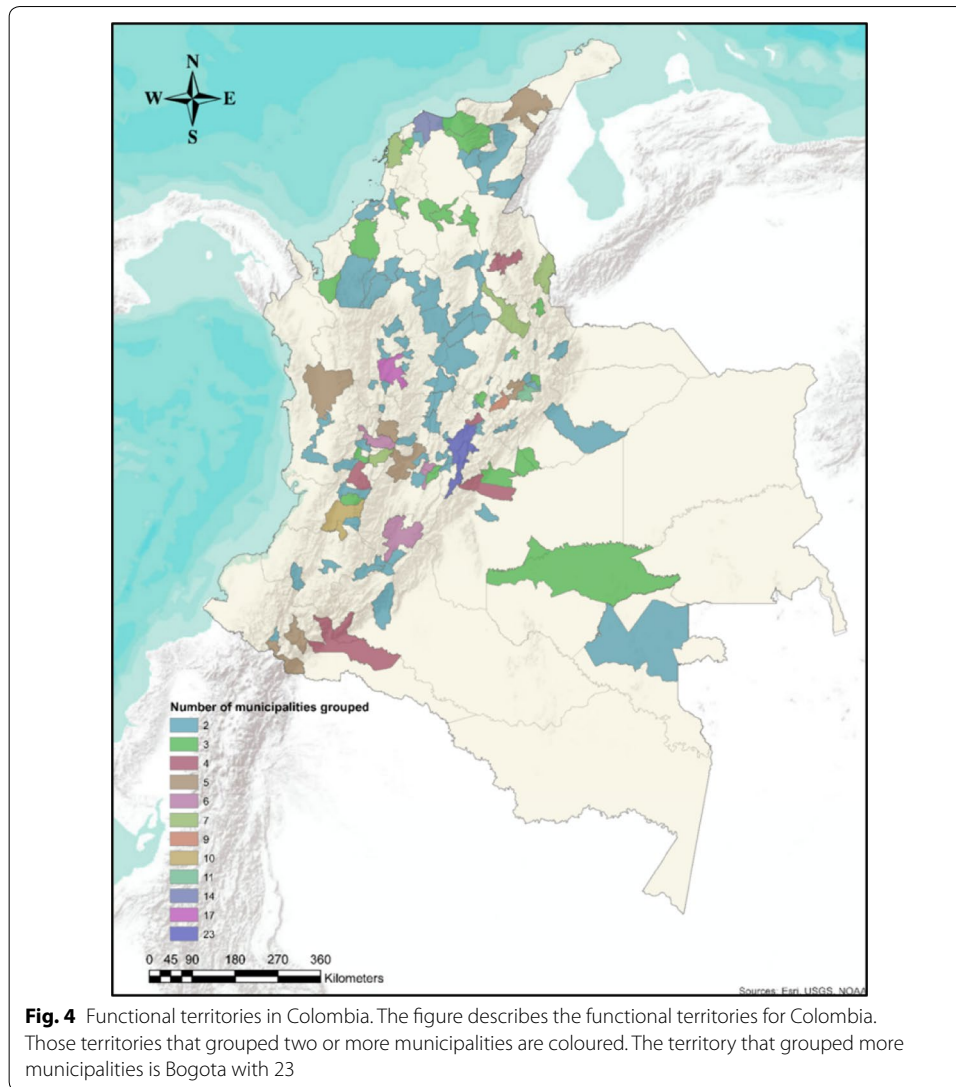 N
W E
S
Number of municipalities grouped
2
3
4
5
6
7
9
10
11
14
17
23
0 45 90 180 270 360
Kilometers
Sources: Esri, USGS, NOAA
Fig. 4 Functional territories in Colombia. The figure describes the functional territories for Colombia.
Those territories that grouped two or more municipalities are coloured. The territory that grouped more
municipalities is Bogota with 23